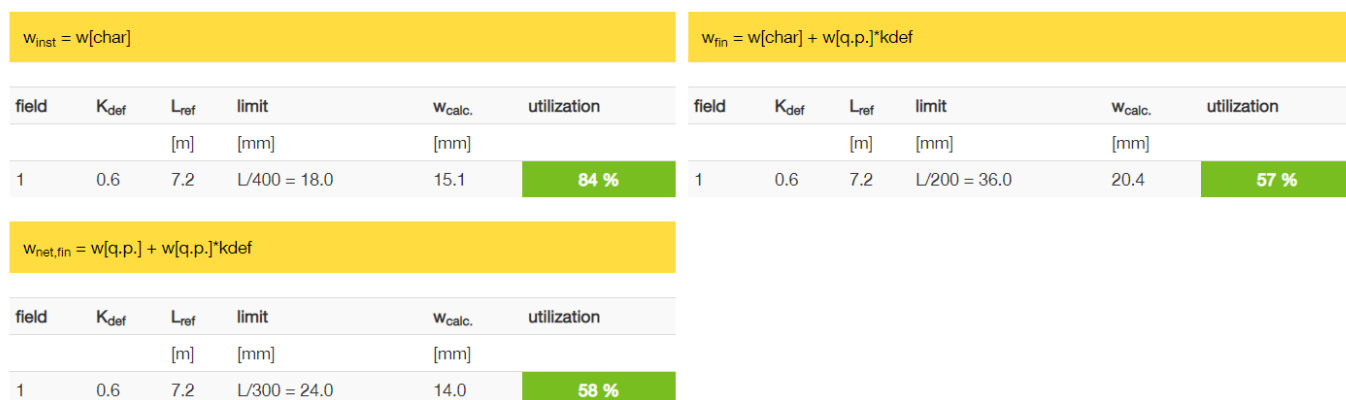 winst = w[char]
field Kdef Lref limit wcalc. utilization
[m] [mm] [mm]
1 0.6 7.2 L/400 = 18.0 15.1 84 %
wfin = w[char] + w[q.p.]*kdef
field Kdef Lref limit wcalc. utilization
[m] [mm] [mm]
1 0.6 7.2 L/200 = 36.0 20.4 57 %
wnet,fin = w[q.p.] + w[q.p.]*kdef
field Kdef Lref limit wcalc. utilization
[m] [mm] [mm]
1 0.6 7.2 L/300 = 24.0 14.0 58 %